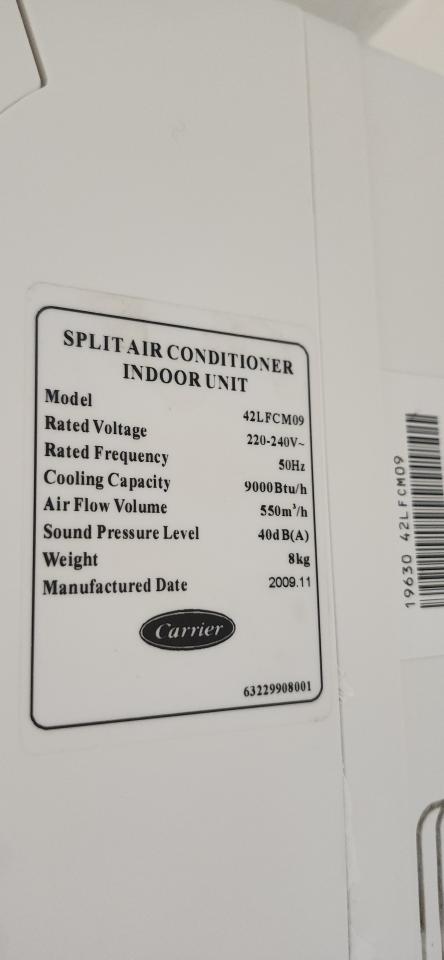 SPLIT AIR CONDITIONER
INDOOR UNIT
Model 42LFCM09
Rated Voltage 220-240V~
Rated Frequency 50Hz
Cooling Capacity 9000Btu/h
Air Flow Volume 550m³/h
Sound Pressure Level 40dB(A)
Weight 8kg
Manufactured Date 2009.11
Carrier
63229908001
19630 42LFCM09